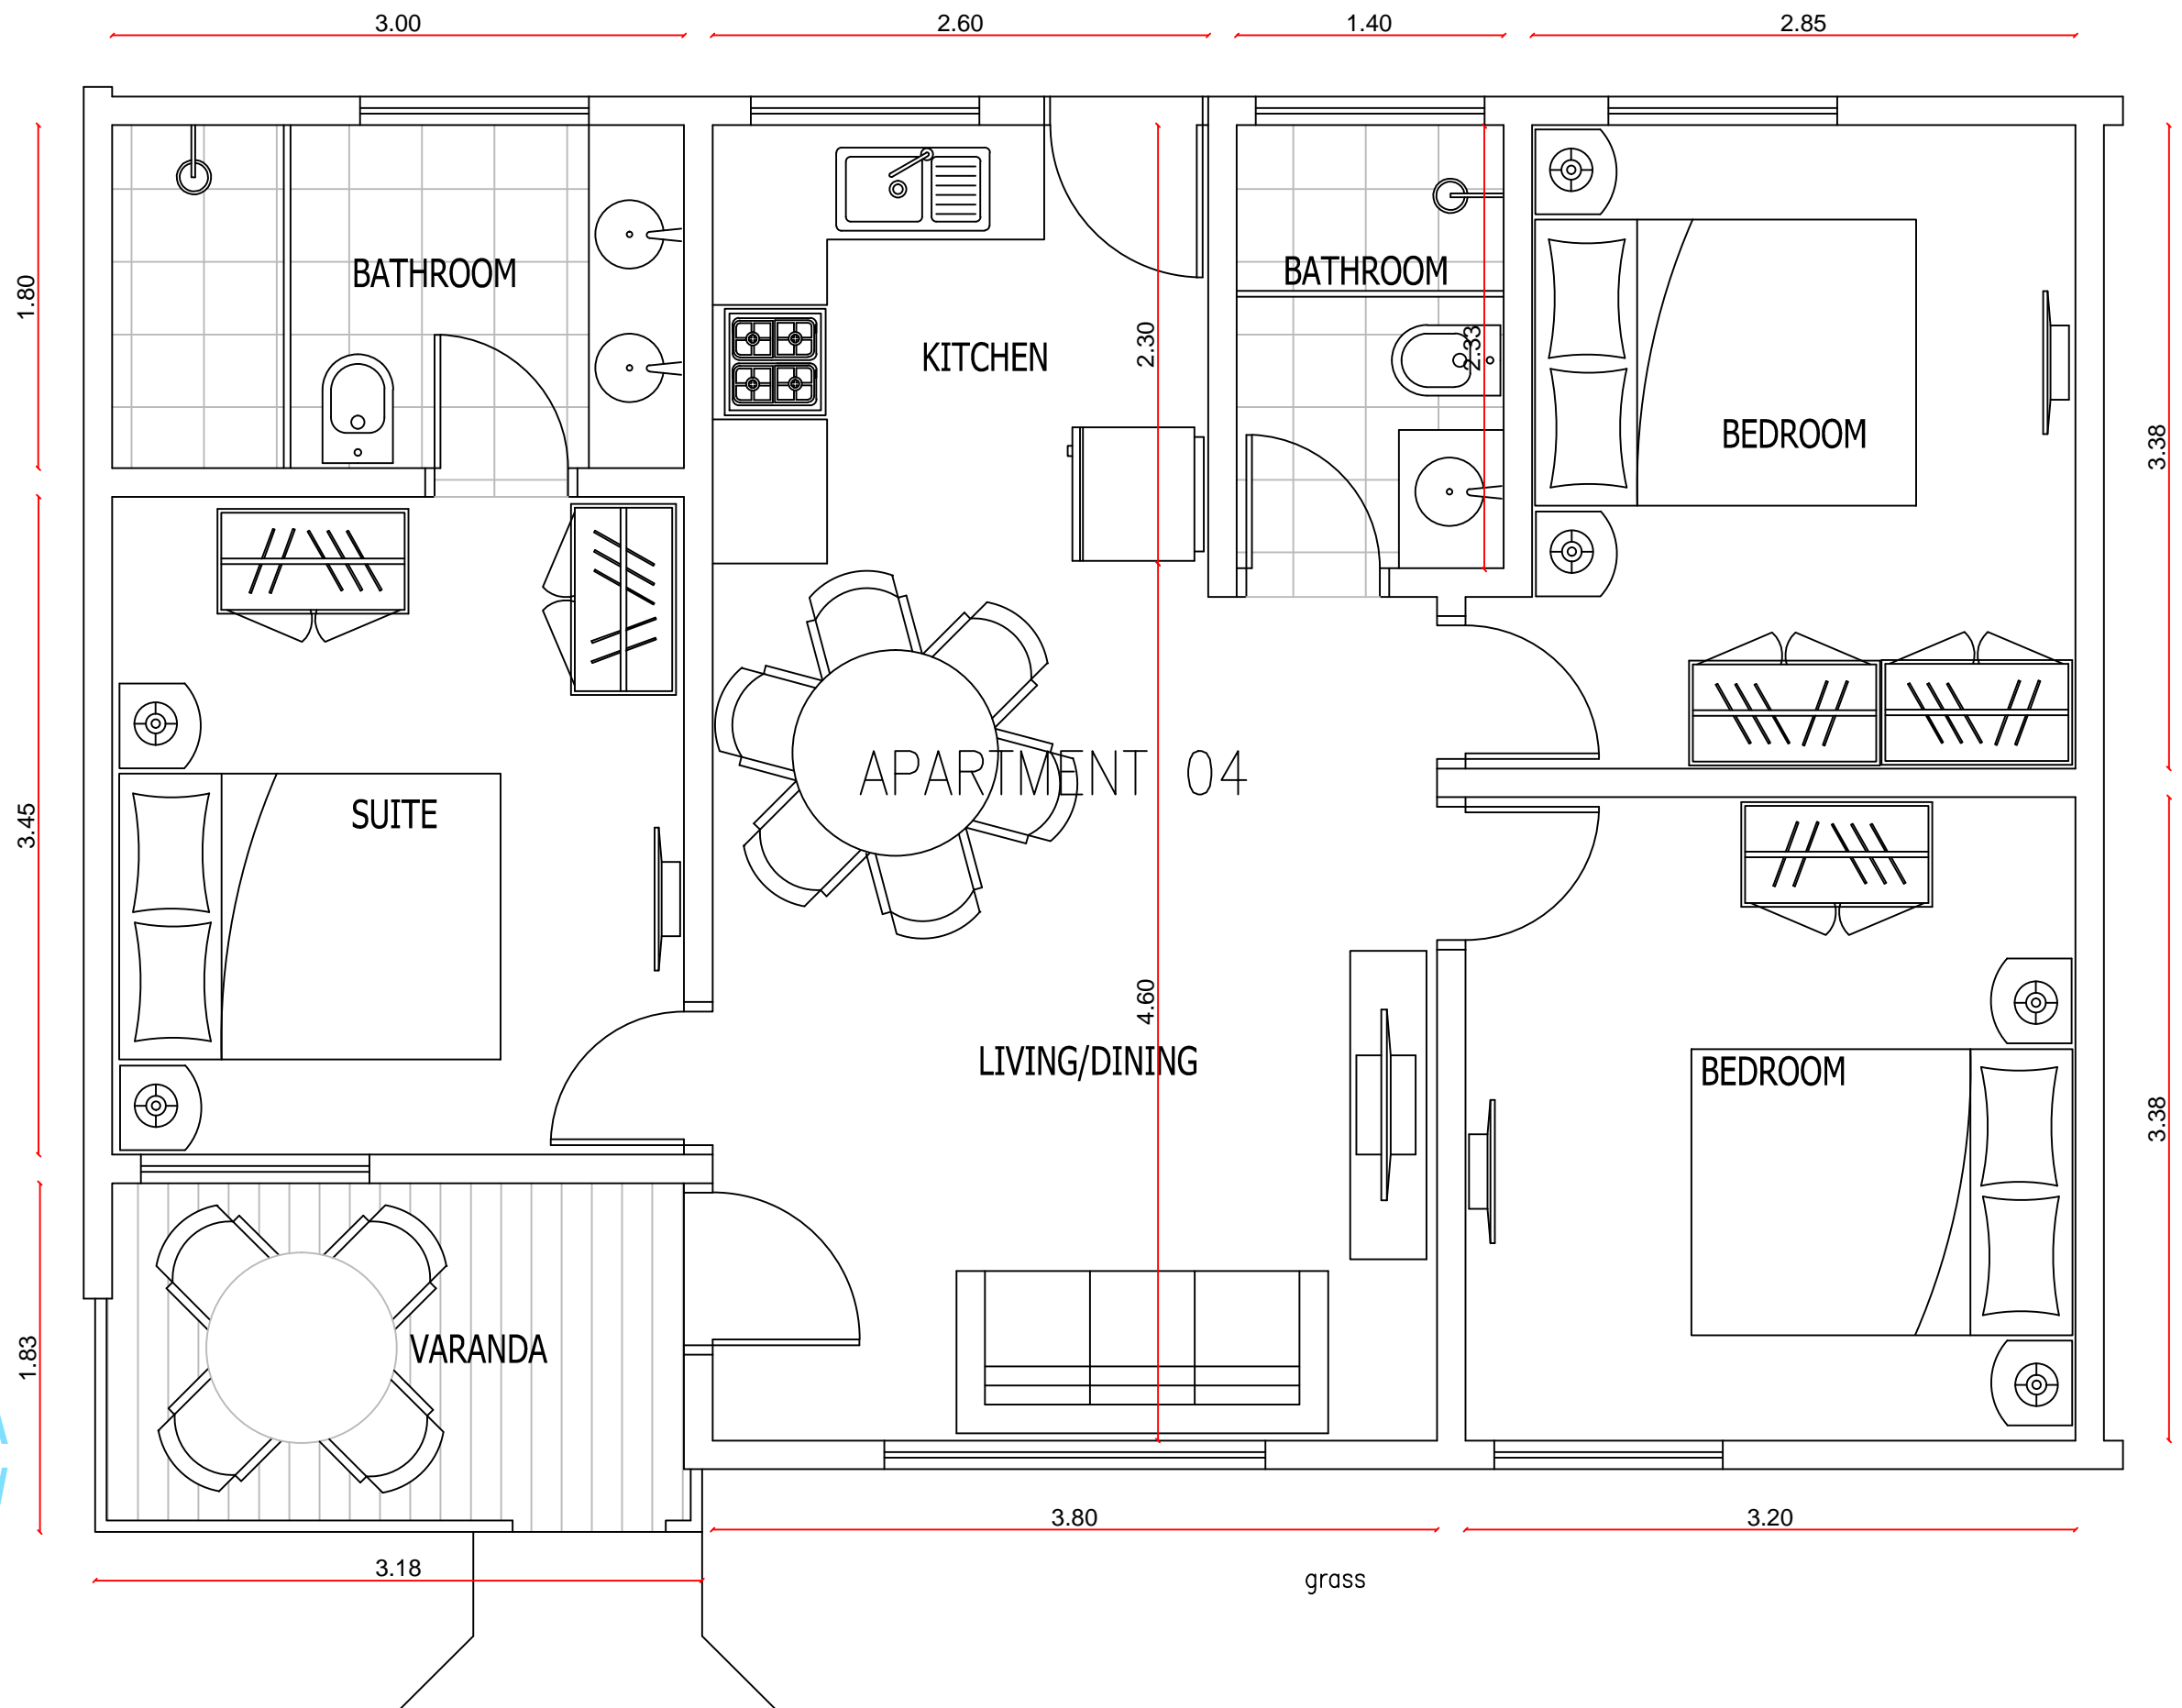 3.00
2.60
1.40
2.85
1.80
BATHROOM
BATHROOM
KITCHEN
2.30
2.33
BEDROOM
3.38
APARTMENT 04
SUITE
3.45
4.60
LIVING/DINING
BEDROOM
3.38
VARANDA
1.83
3.80
3.20
3.18
grass